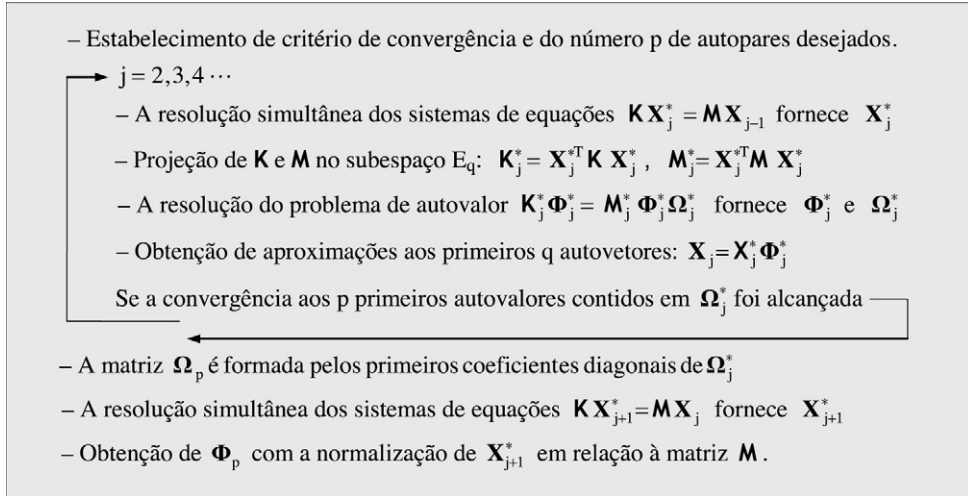 – Estabelecimento de critério de convergência e do número p de autopares desejados.
j = 2,3,4 ⋯
– A resolução simultânea dos sistemas de equações K X*_j = M X_{j–1} fornece X*_j
– Projeção de K e M no subespaço E_q: K*_j = X*_j^T K X*_j , M*_j = X*_j^T M X*_j
– A resolução do problema de autovalor K*_j Φ*_j = M*_j Φ*_j Ω*_j fornece Φ*_j e Ω*_j
– Obtenção de aproximações aos primeiros q autovetores: X_j = X*_j Φ*_j
Se a convergência aos p primeiros autovalores contidos em Ω*_j foi alcançada
– A matriz Ω_p é formada pelos primeiros coeficientes diagonais de Ω*_j
– A resolução simultânea dos sistemas de equações K X*_{j+1} = M X_j fornece X*_{j+1}
– Obtenção de Φ_p com a normalização de X*_{j+1} em relação à matriz M .